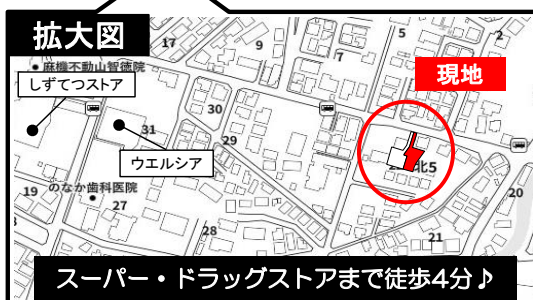 拡大図
17
9
5
2
麻機不動山智徳院
7
現地
しずてつストア
30
31
29
ウエルシア
北5
19
のなか歯科医院
27
20
28
21
スーパー・ドラッグストアまで徒歩4分♪